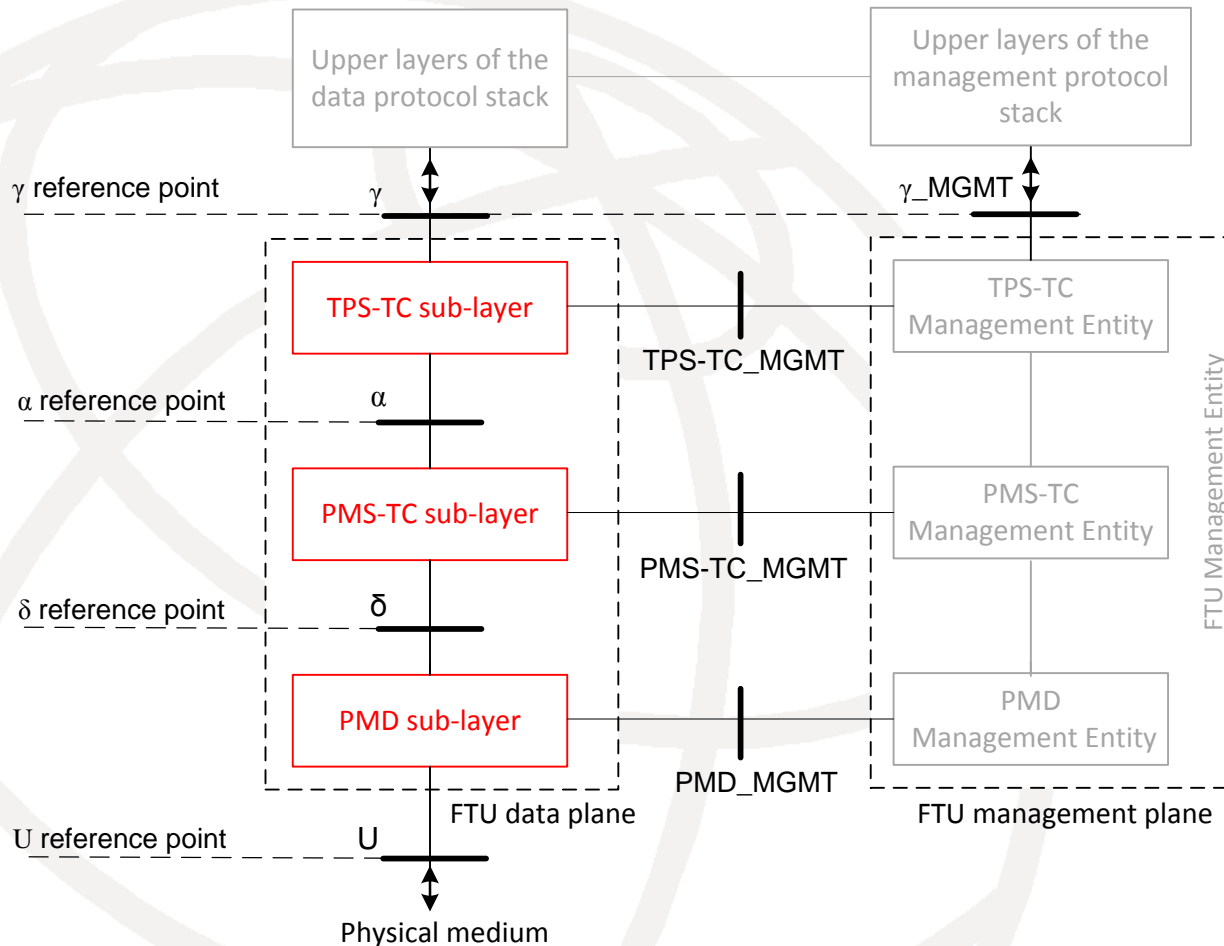 Upper layers of the
data protocol stack
Upper layers of the
management protocol
stack
γ reference point
γ
γ_MGMT
TPS-TC sub-layer
TPS-TC
Management Entity
TPS-TC_MGMT
α reference point
α
PMS-TC sub-layer
PMS-TC
Management Entity
PMS-TC_MGMT
FTU Management Entity
δ reference point
δ
PMD sub-layer
PMD
Management Entity
PMD_MGMT
FTU data plane
FTU management plane
U reference point
U
Physical medium